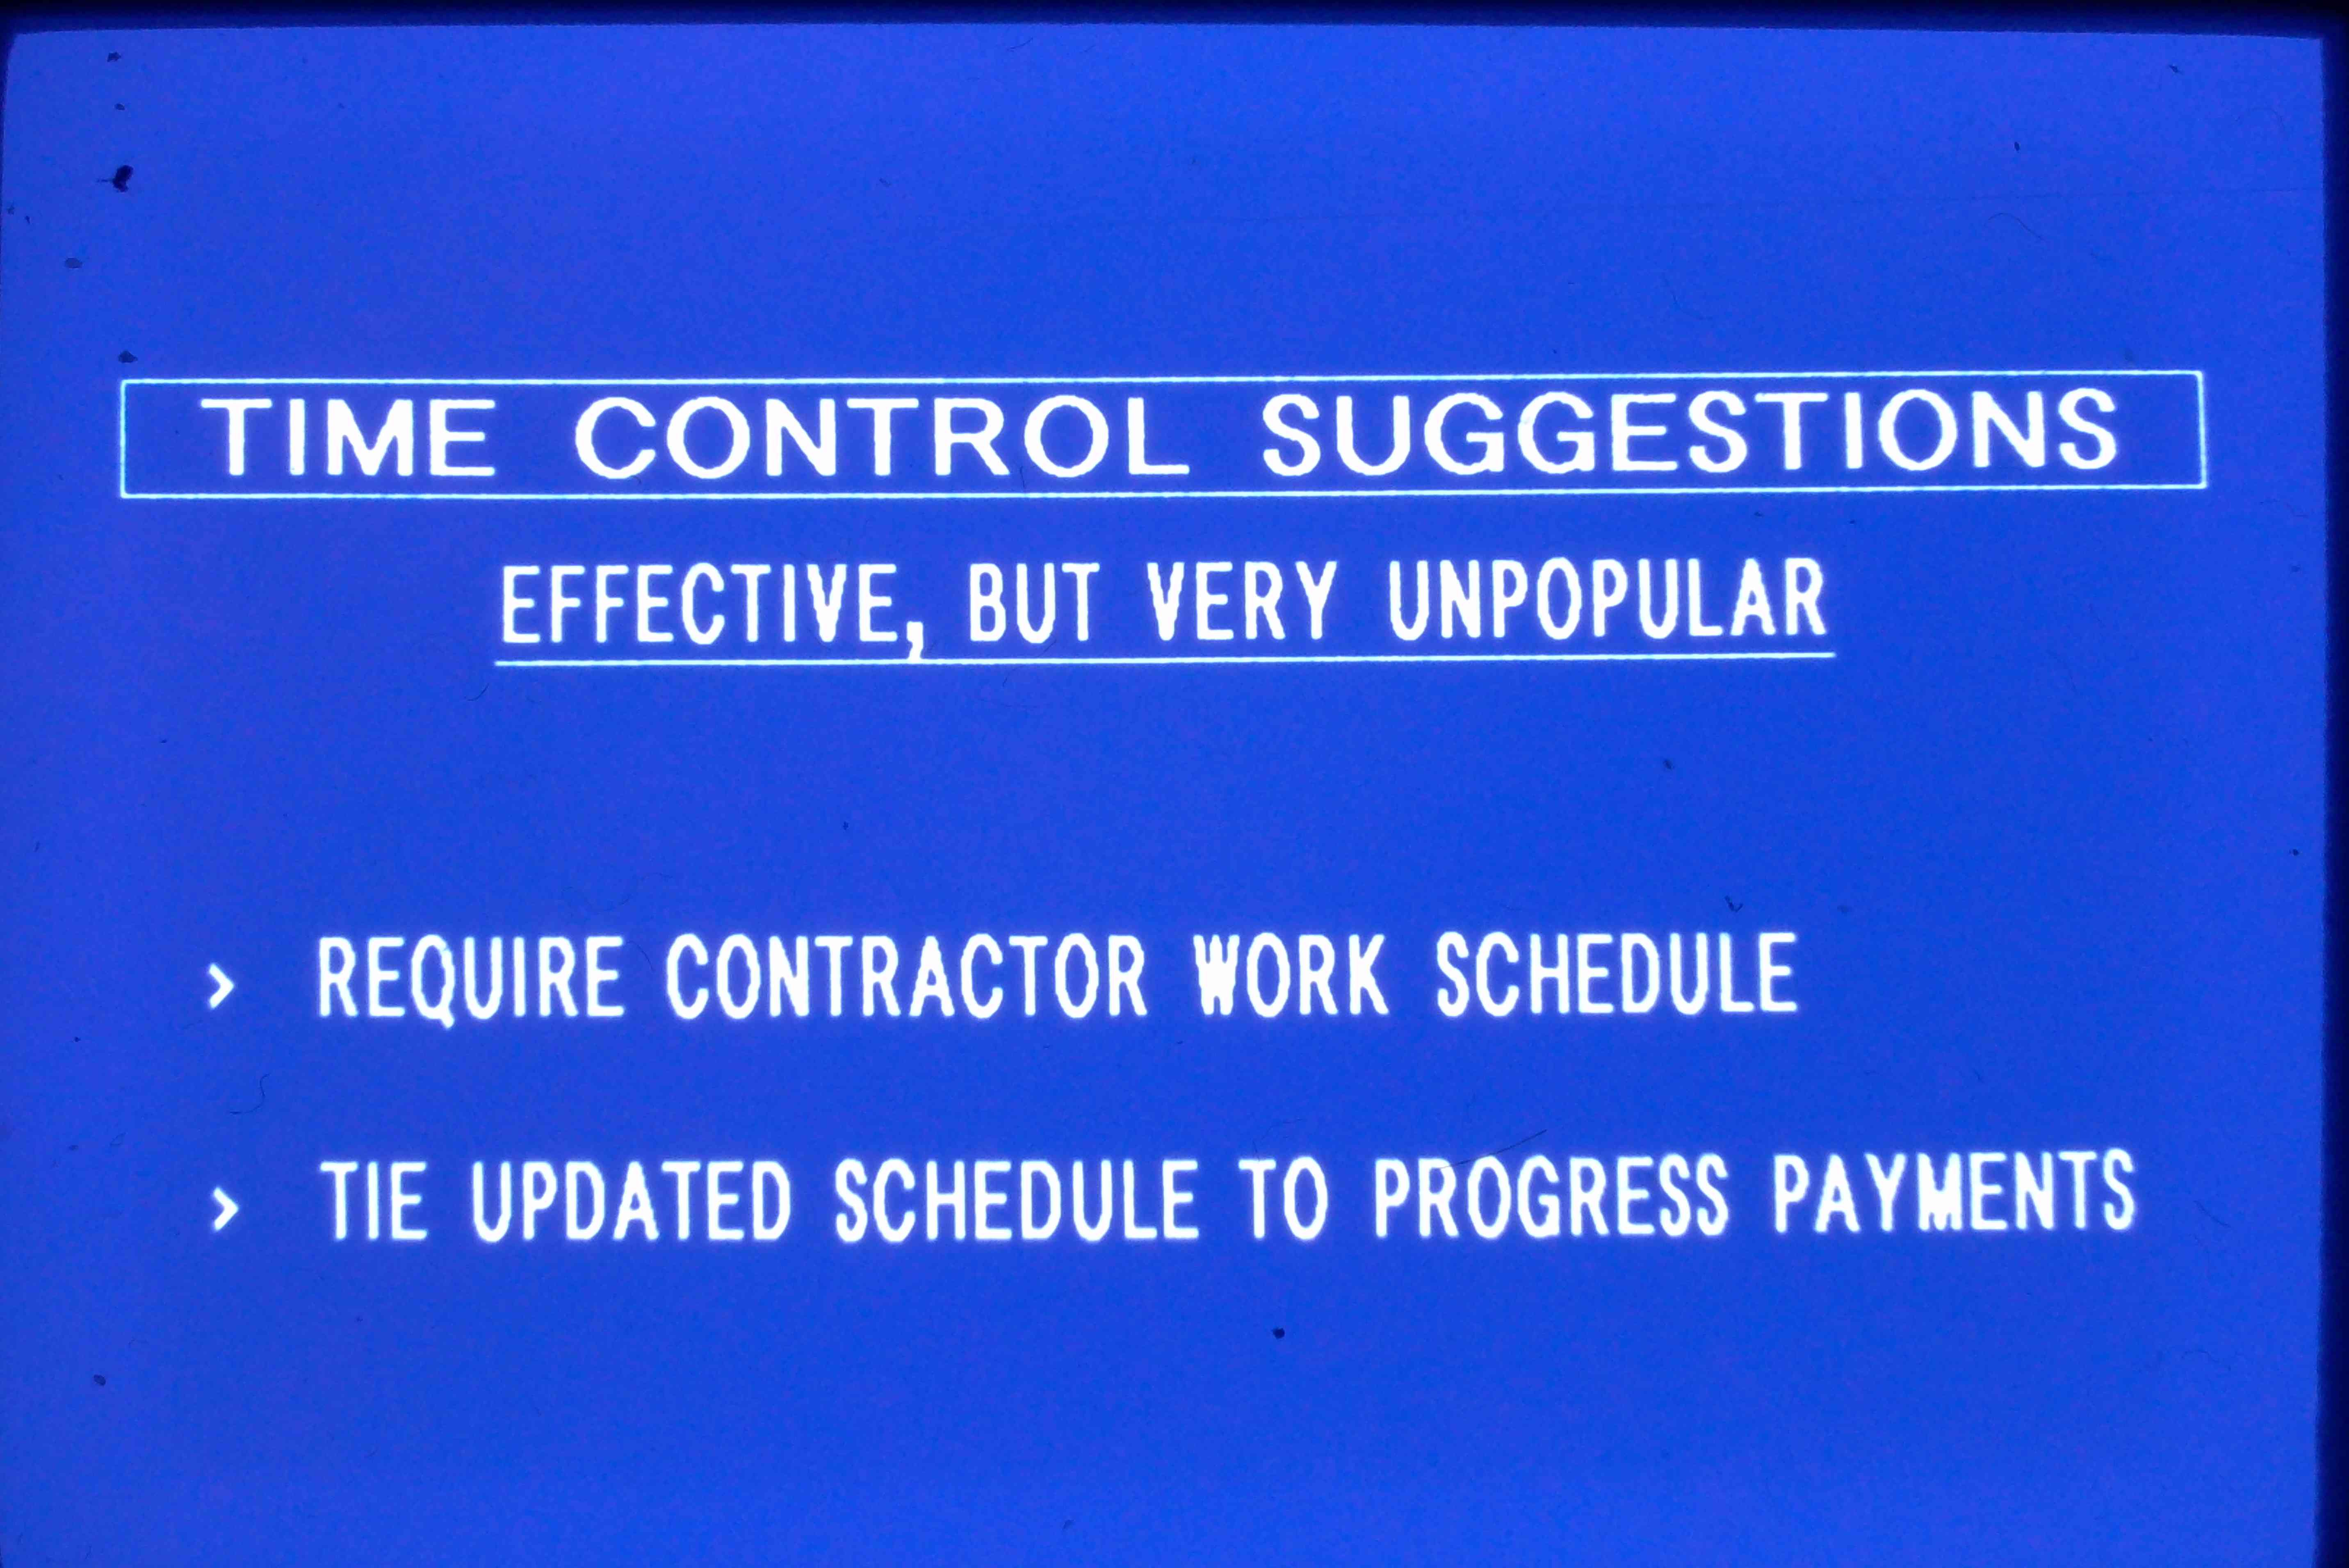 TIME CONTROL SUGGESTIONS
EFFECTIVE, BUT VERY UNPOPULAR
> REQUIRE CONTRACTOR WORK SCHEDULE
> TIE UPDATED SCHEDULE TO PROGRESS PAYMENTS